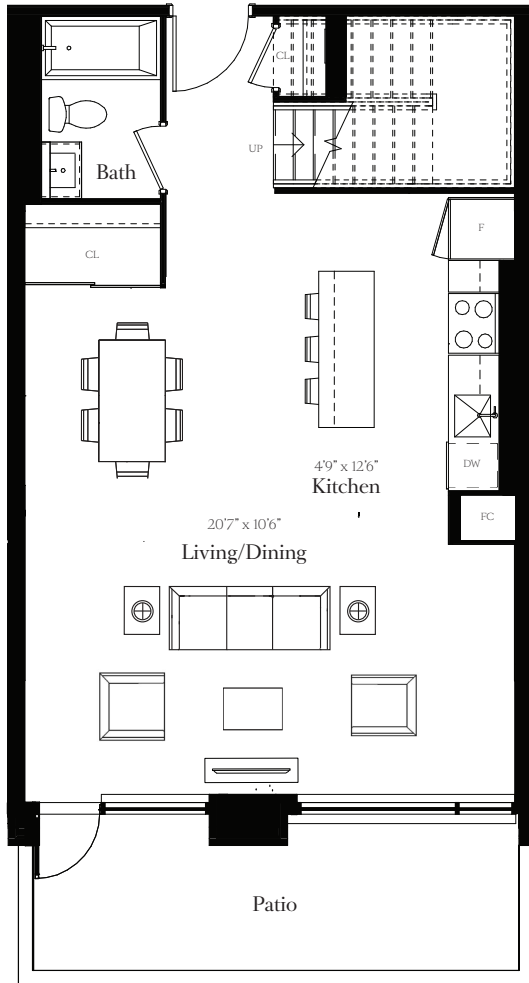 CL
UP
Bath
F
CL
4'9" x 12'6"
Kitchen
DW
FC
20'7" x 10'6"
Living/Dining
Patio